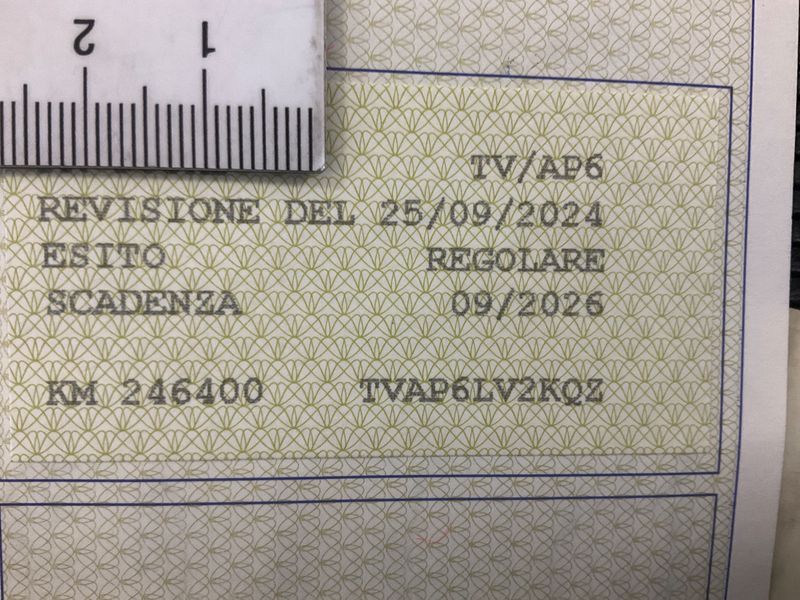 2 1
TV/AP6
REVISIONE DEL 25/09/2024
ESITO REGOLARE
SCADENZA 09/2026
KM 246400 TVAP6LV2KQZ